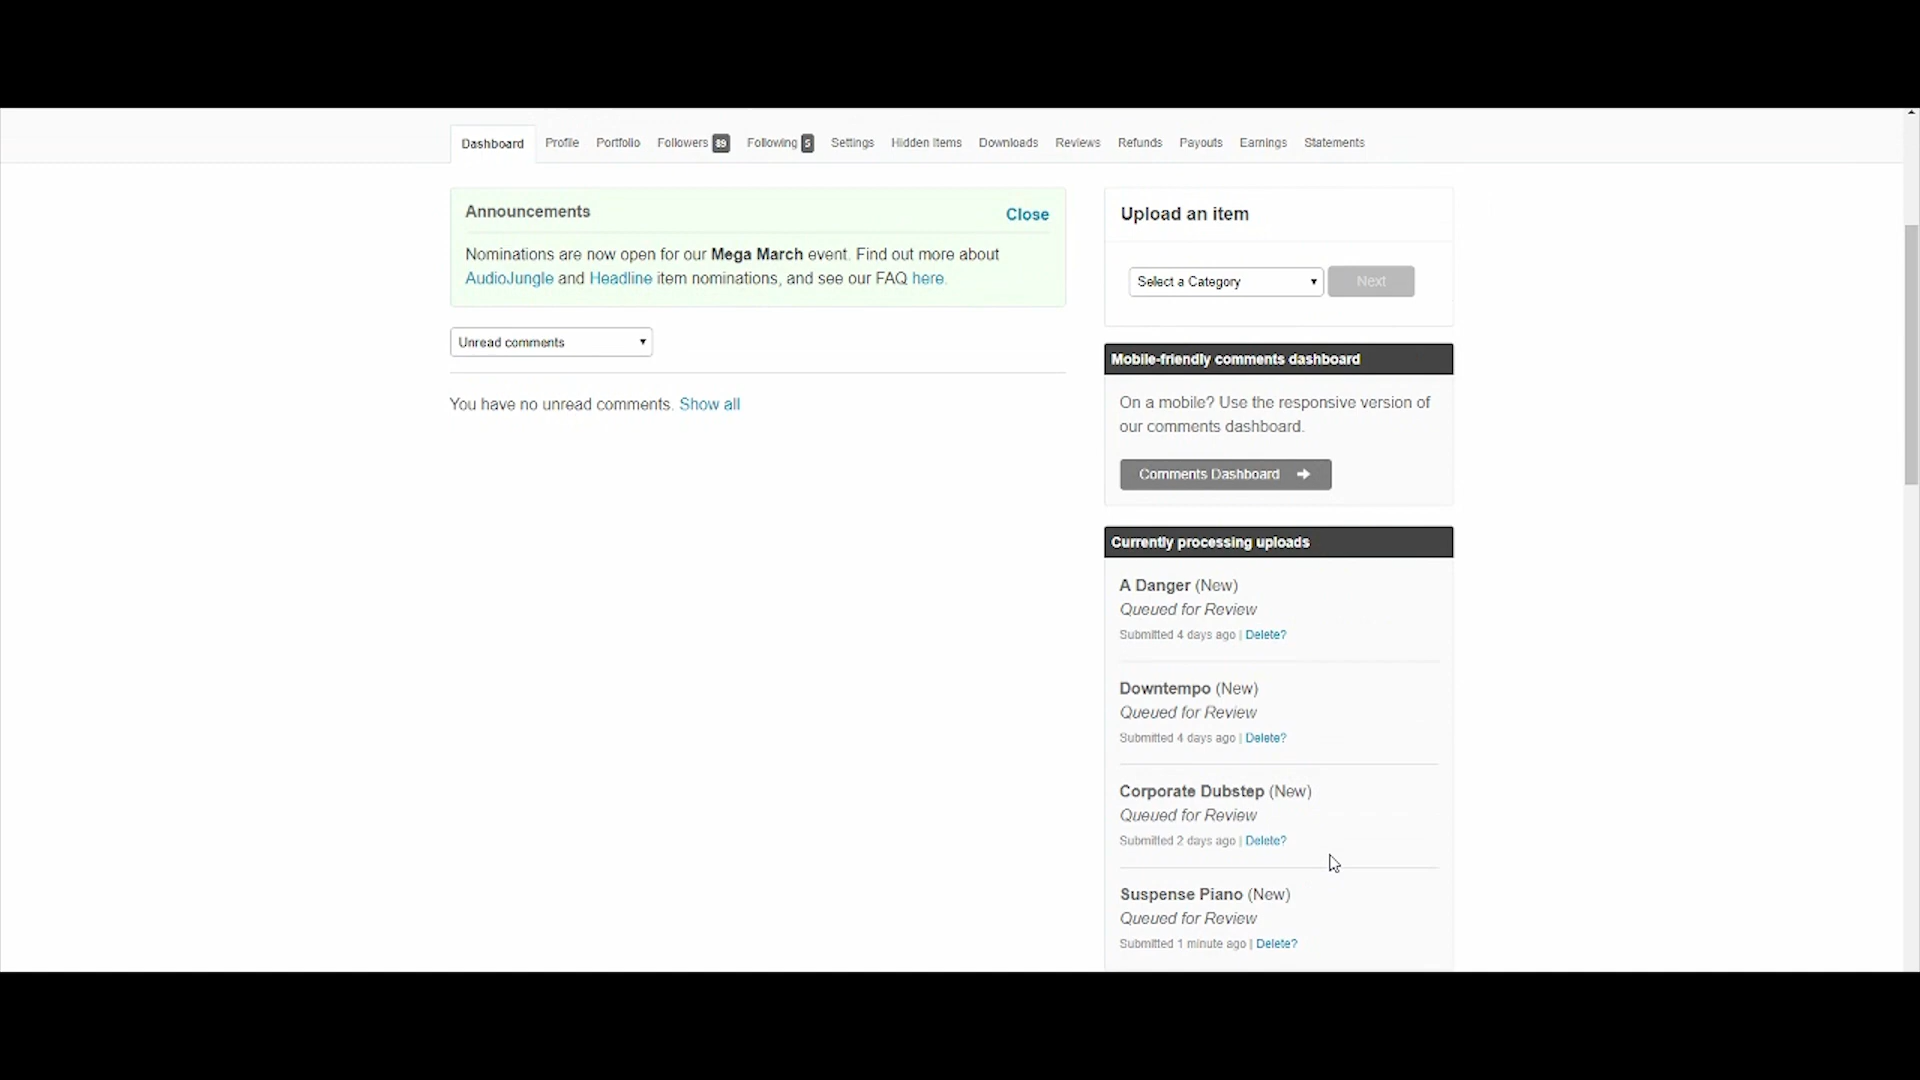 Dashboard Profile Portfolio Followers 89 Following 5 Settings Hidden Items Downloads Reviews Refunds Payouts Earnings Statements
Announcements
Close
Nominations are now open for our Mega March event. Find out more about
AudioJungle and Headline item nominations, and see our FAQ here.
Unread comments
You have no unread comments. Show all
Upload an item
Select a Category
Next
Mobile-friendly comments dashboard
On a mobile? Use the responsive version of
our comments dashboard.
Comments Dashboard
Currently processing uploads
A Danger (New)
Queued for Review
Submitted 4 days ago | Delete?
Downtempo (New)
Queued for Review
Submitted 4 days ago | Delete?
Corporate Dubstep (New)
Queued for Review
Submitted 2 days ago | Delete?
Suspense Piano (New)
Queued for Review
Submitted 1 minute ago | Delete?